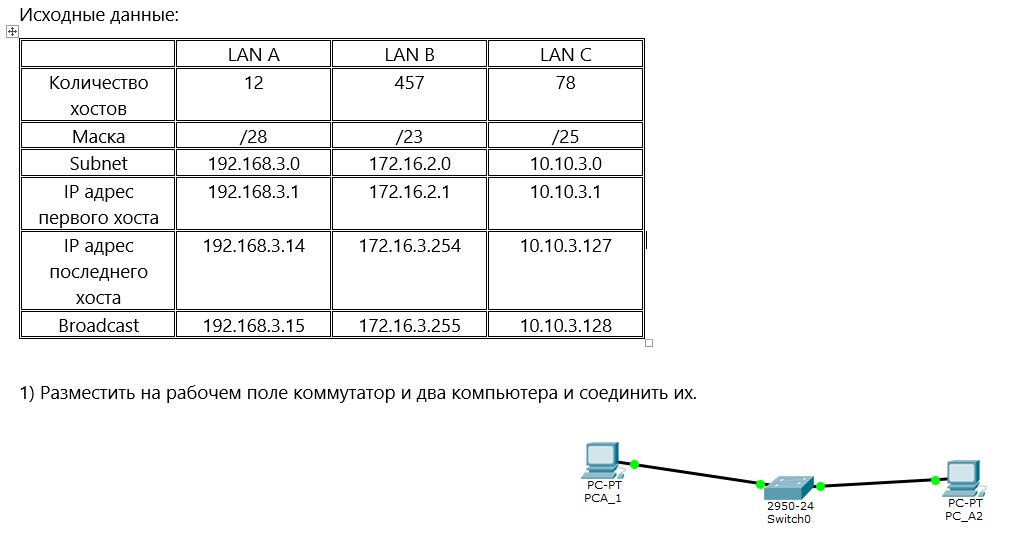 Исходные данные:
LAN A LAN B LAN C
Количество 12 457 78
хостов
Маска /28 /23 /25
Subnet 192.168.3.0 172.16.2.0 10.10.3.0
IP адрес 192.168.3.1 172.16.2.1 10.10.3.1
первого хоста
IP адрес 192.168.3.14 172.16.3.254 10.10.3.127
последнего
хоста
Broadcast 192.168.3.15 172.16.3.255 10.10.3.128
1) Разместить на рабочем поле коммутатор и два компьютера и соединить их.
PC-PT
PCA_1
2950-24
Switch0
PC-PT
PC_A2